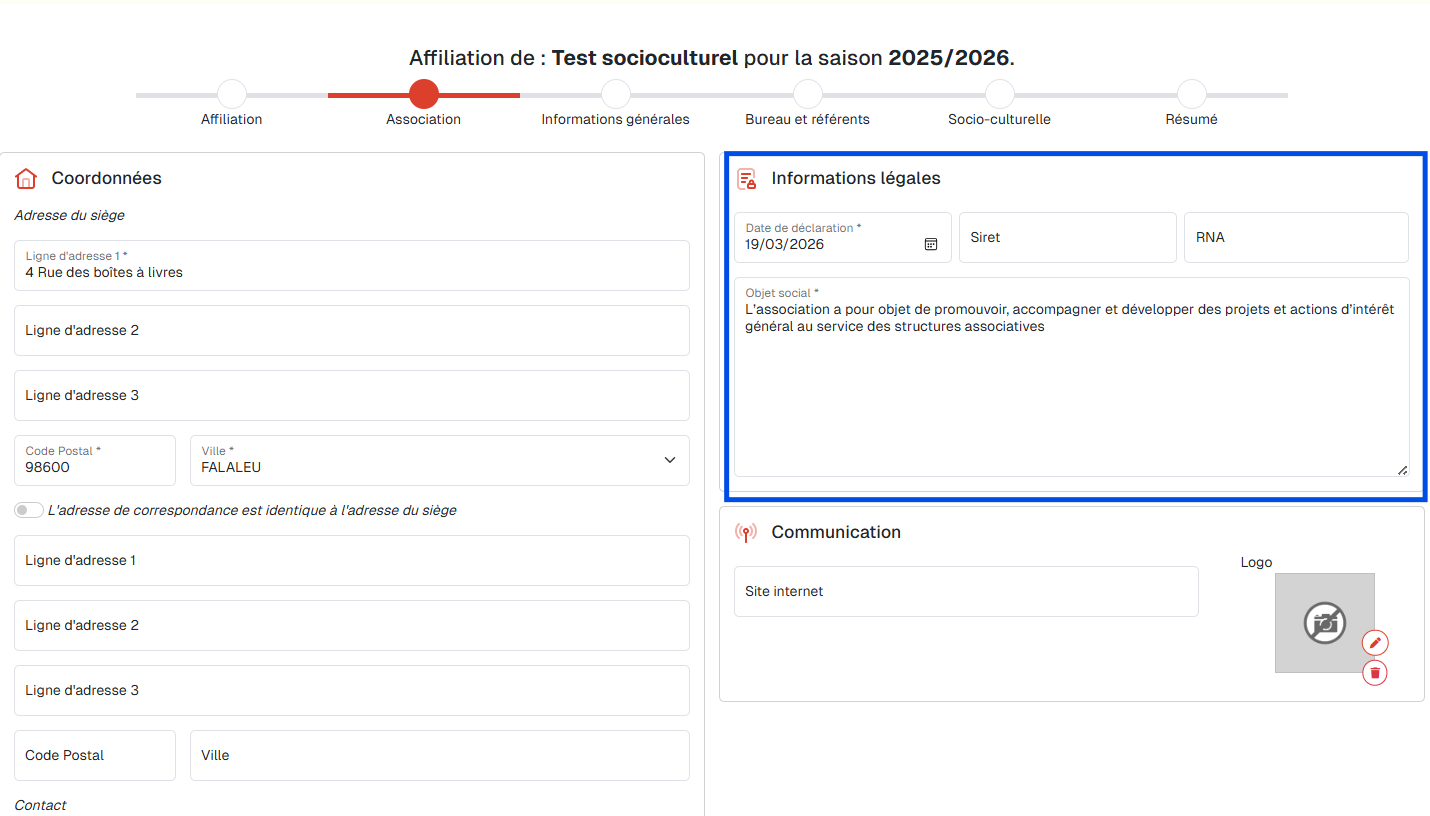 Affiliation de : Test socioculturel pour la saison 2025/2026.
Affiliation
Association
Informations générales
Bureau et référents
Socio-culturelle
Résumé
Coordonnées
Adresse du siège
Ligne d'adresse 1 *
4 Rue des boîtes à livres
Ligne d'adresse 2
Ligne d'adresse 3
Code Postal *
98600
Ville *
FALALEU
L'adresse de correspondance est identique à l'adresse du siège
Ligne d'adresse 1
Ligne d'adresse 2
Ligne d'adresse 3
Code Postal
Ville
Contact
Informations légales
Date de déclaration *
19/03/2026
Siret
RNA
Objet social *
L'association a pour objet de promouvoir, accompagner et développer des projets et actions d'intérêt
général au service des structures associatives
Communication
Site internet
Logo